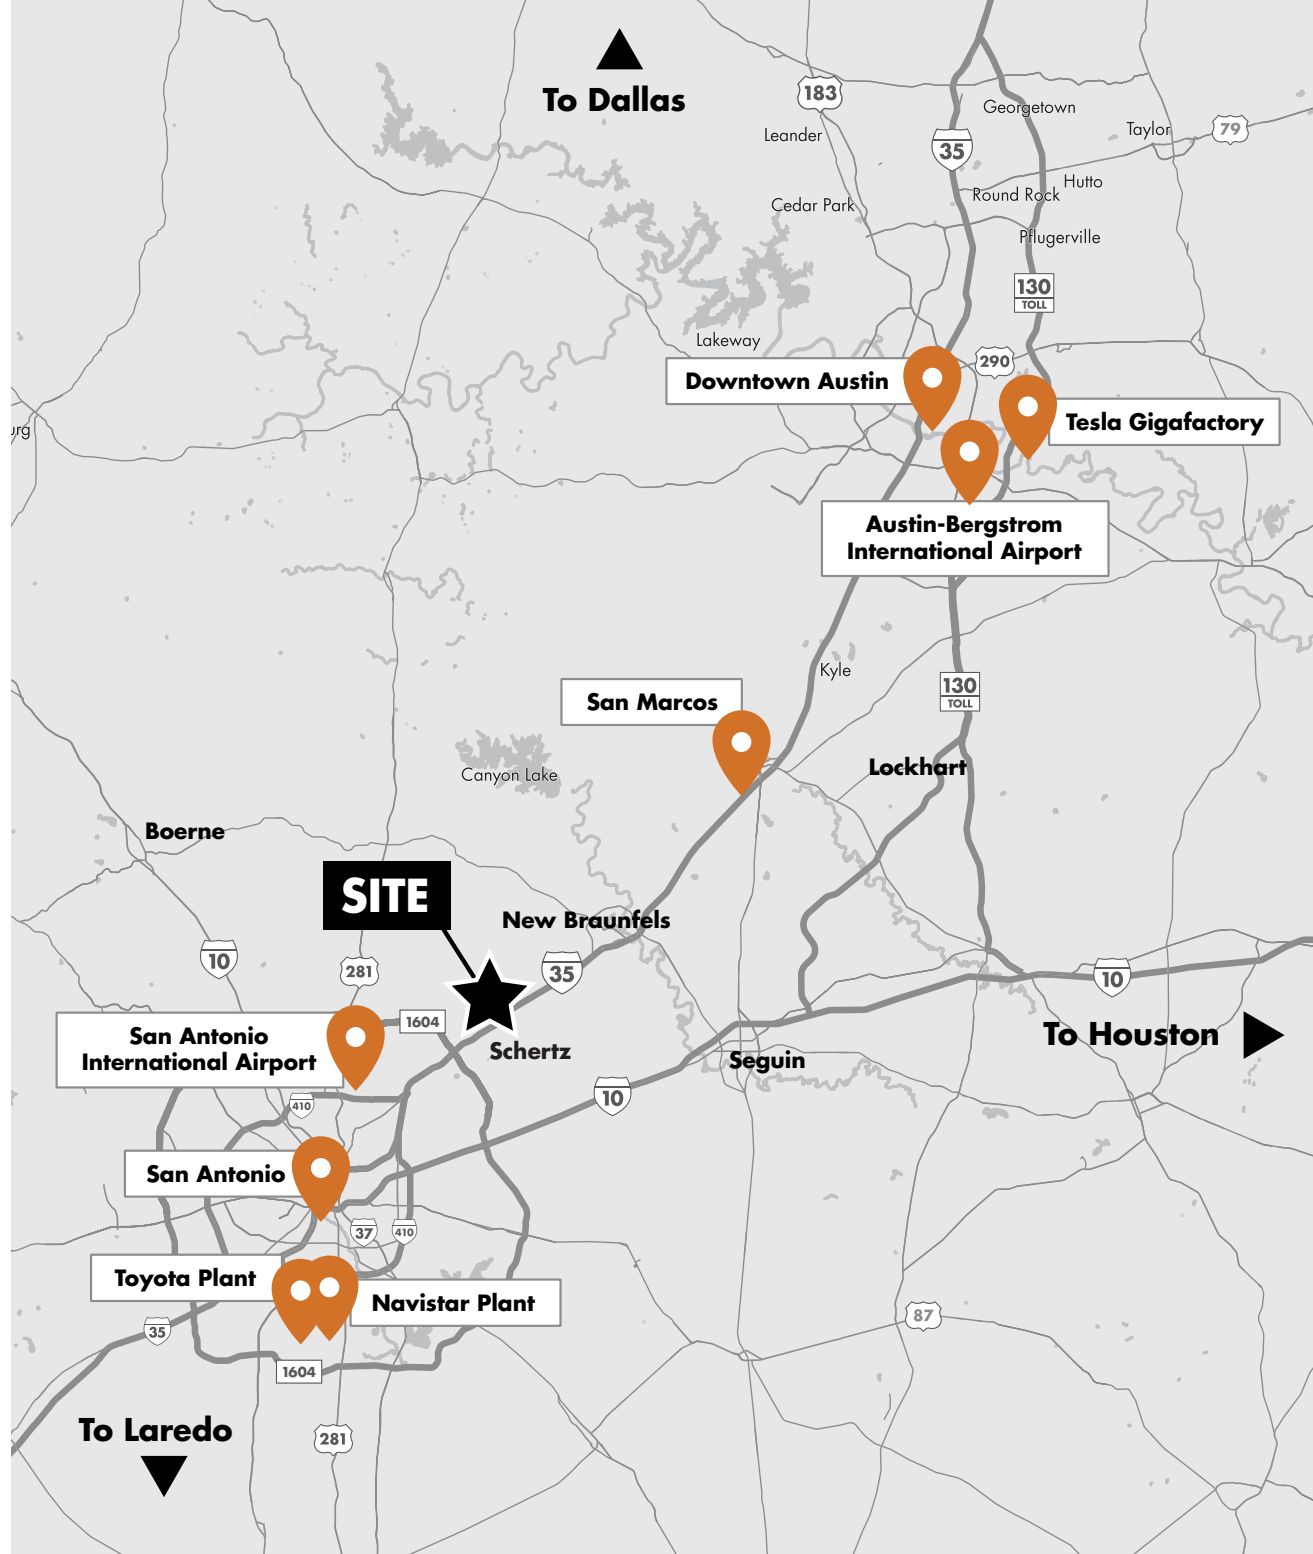 To Dallas
183
Georgetown
Leander
35
Taylor
79
Hutto
Round Rock
Cedar Park
Pflugerville
130
TOLL
Lakeway
290
Downtown Austin
Tesla Gigafactory
urg
Austin-Bergstrom
International Airport
Kyle
130
TOLL
San Marcos
Lockhart
Canyon Lake
Boerne
SITE
New Braunfels
10
281
35
10
1604
To Houston
San Antonio
International Airport
Schertz
Seguin
10
410
San Antonio
37
410
Toyota Plant
Navistar Plant
87
35
1604
To Laredo
281